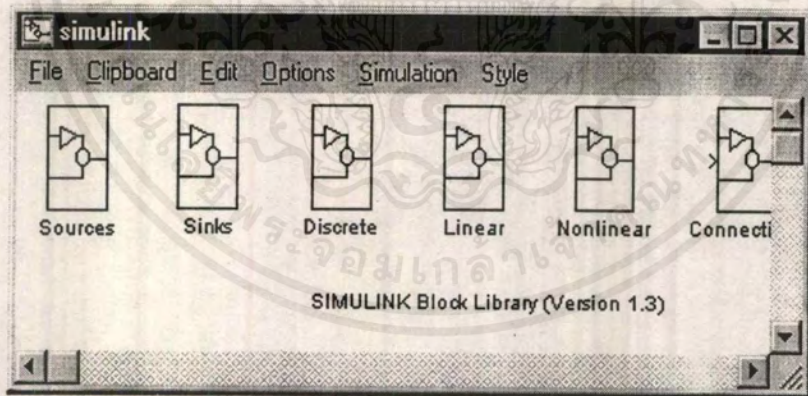 simulink
File Clipboard Edit Options Simulation Style
Sources Sinks Discrete Linear Nonlinear Connecti
SIMULINK Block Library (Version 1.3)